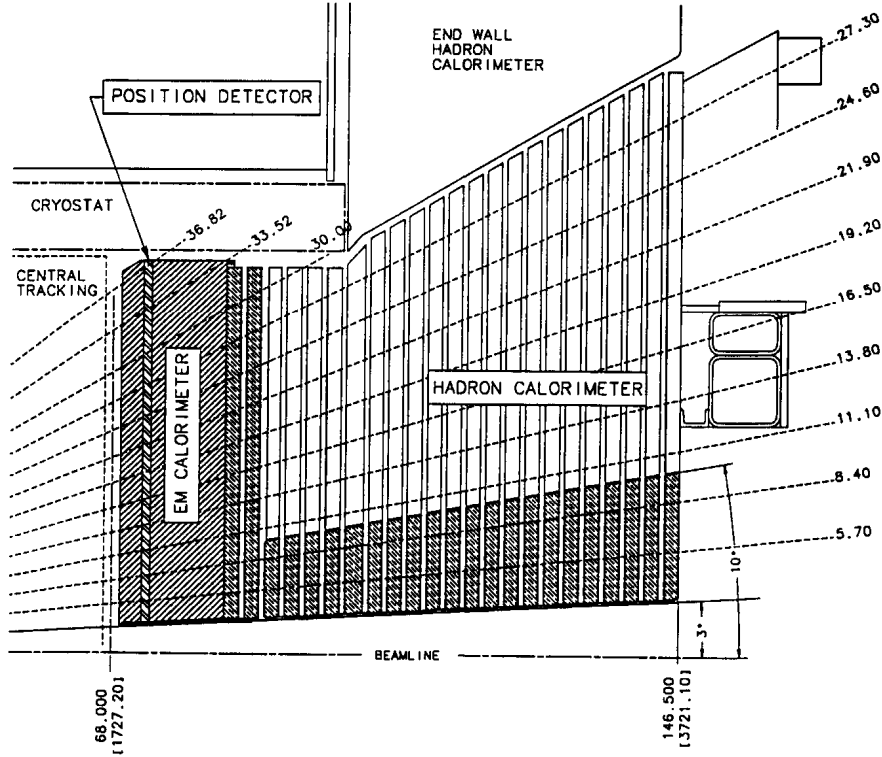 END WALL
HADRON
CALORIMETER
27.30
POSITION DETECTOR
24.60
21.90
CRYOSTAT
36.82
33.52
30.00
19.20
CENTRAL
TRACKING
16.50
HADRON CALORIMETER
13.80
EM CALORIMETER
11.10
8.40
5.70
10°
3°
BEAMLINE
68.000
[1727.20]
146.500
[3721.10]